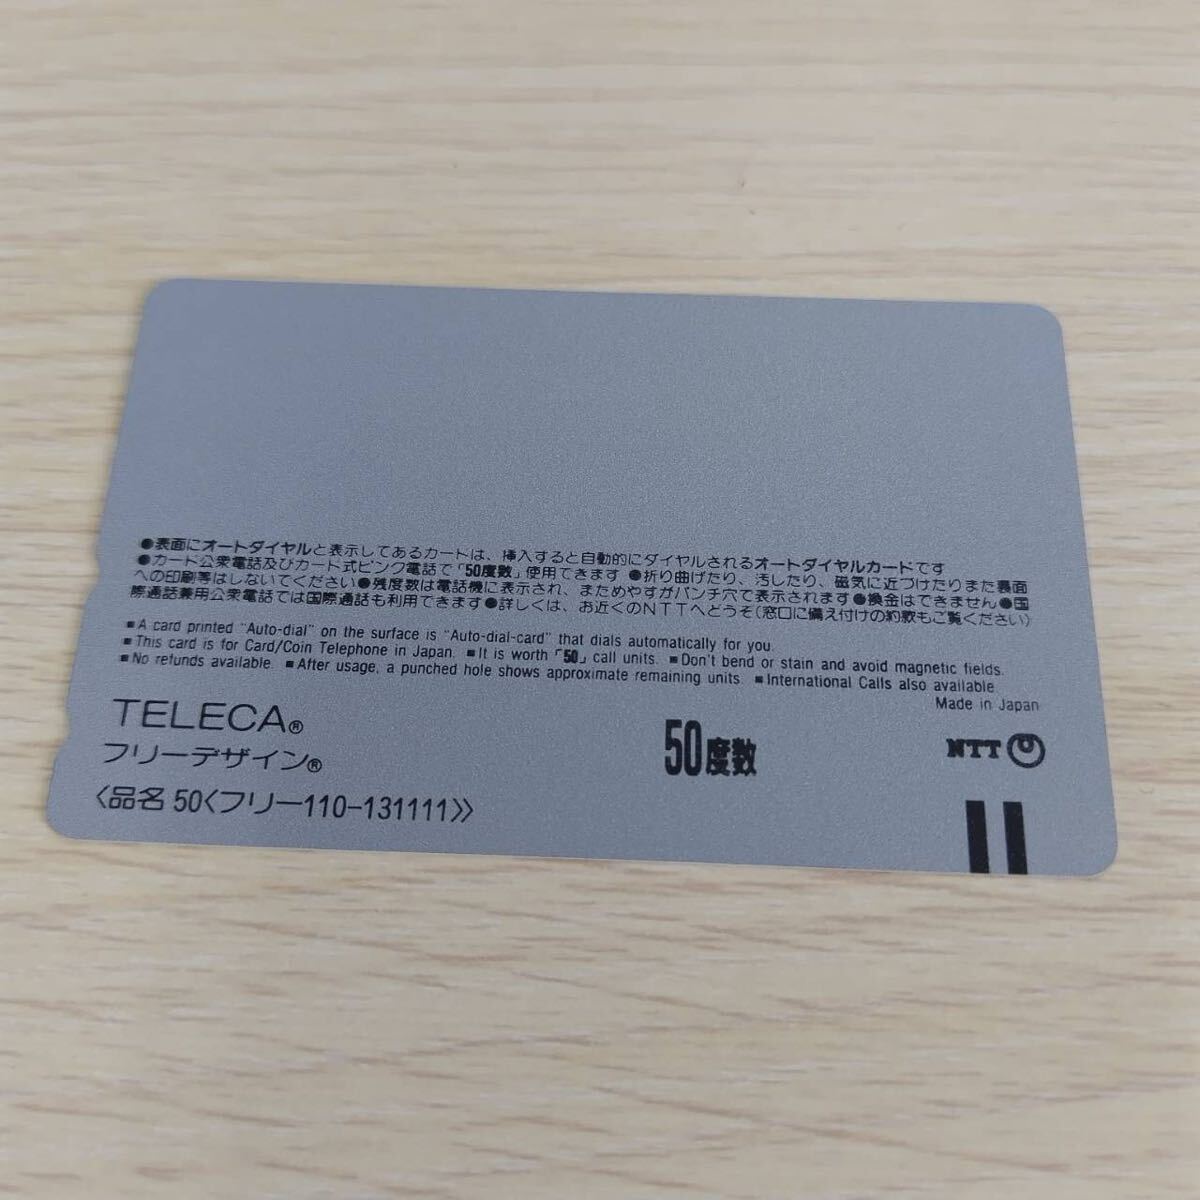 ●表面にオートダイヤルと表示してあるカードは、挿入すると自動的にダイヤルされるオートダイヤルカードです
●カード公衆電話及びカード式ピンク電話で「50度数」使用できます ●折り曲げたり、汚したり、磁気に近づけたりまた裏面
への印刷等はしないでください●残度数は電話機に表示され、まためやすがパンチ穴で表示されます●換金はできません●国
際通話兼用公衆電話では国際通話も利用できます●詳しくは、お近くのNTTへどうぞ(窓口に備え付けの約款もご覧ください)
■A card printed "Auto-dial" on the surface is "Auto-dial-card" that dials automatically for you.
■This card is for Card/Coin Telephone in Japan. ■It is worth「50」call units. ■Don't bend or stain and avoid magnetic fields.
■No refunds available. ■After usage, a punched hole shows approximate remaining units. ■International Calls also available.
Made in Japan
TELECA®
フリーデザイン®
50度数
NTT
〈品名 50〈フリー110-131111〉〉